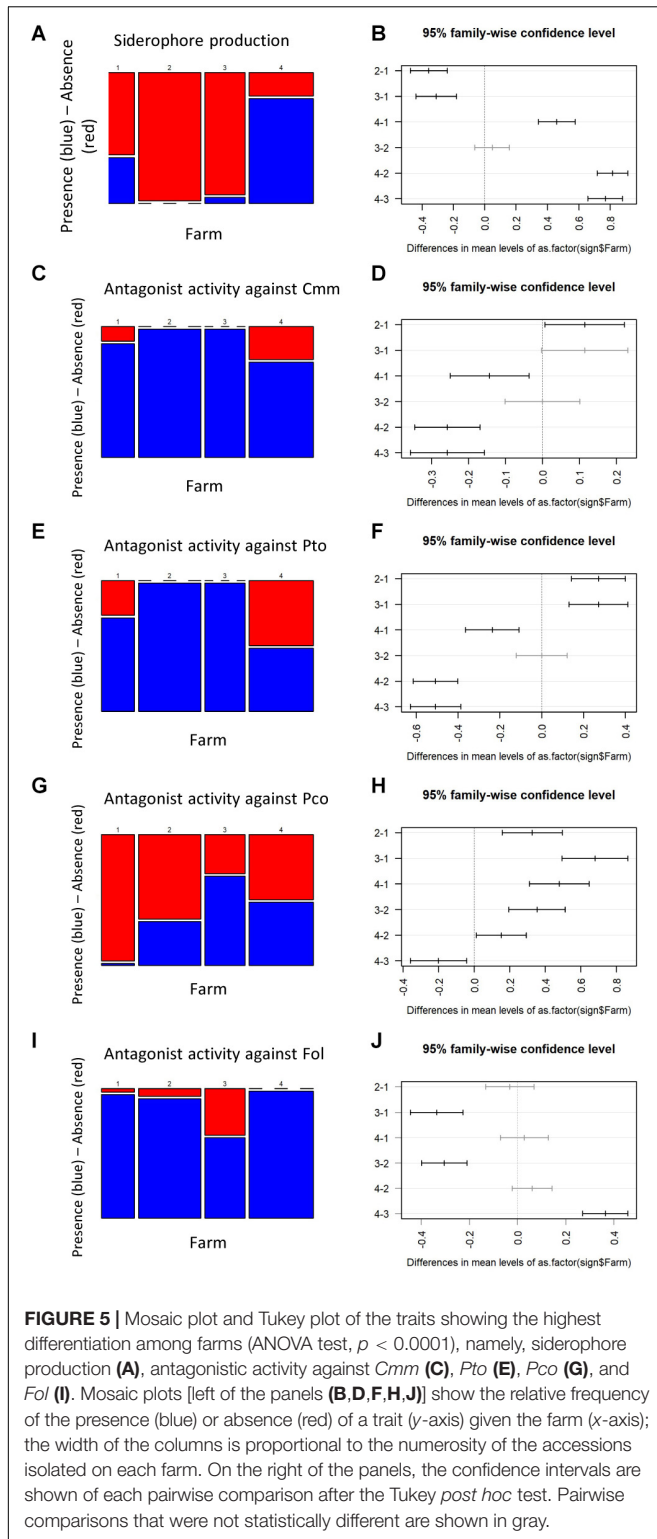 A
Siderophore production
1 2 3 4
Presence (blue) – Absence (red)
Farm
B
95% family-wise confidence level
2-1
3-1
4-1
3-2
4-2
4-3
-0.4 -0.2 0.0 0.2 0.4 0.6 0.8
Differences in mean levels of as.factor(sign$Farm)
C
Antagonist activity against Cmm
1 2 3 4
Presence (blue) – Absence (red)
Farm
D
95% family-wise confidence level
2-1
3-1
4-1
3-2
4-2
4-3
-0.3 -0.2 -0.1 0.0 0.1 0.2
Differences in mean levels of as.factor(sign$Farm)
E
Antagonist activity against Pto
1 2 3 4
Presence (blue) – Absence (red)
Farm
F
95% family-wise confidence level
2-1
3-1
4-1
3-2
4-2
4-3
-0.6 -0.4 -0.2 0.0 0.2 0.4
Differences in mean levels of as.factor(sign$Farm)
G
Antagonist activity against Pco
1 2 3 4
Presence (blue) – Absence (red)
Farm
H
95% family-wise confidence level
2-1
3-1
4-1
3-2
4-2
4-3
-0.4 -0.2 0.0 0.2 0.4 0.6 0.8
Differences in mean levels of as.factor(sign$Farm)
I
Antagonist activity against Fol
1 2 3 4
Presence (blue) – Absence (red)
Farm
J
95% family-wise confidence level
2-1
3-1
4-1
3-2
4-2
4-3
-0.4 -0.2 0.0 0.2 0.4
Differences in mean levels of as.factor(sign$Farm)
FIGURE 5 | Mosaic plot and Tukey plot of the traits showing the highest
differentiation among farms (ANOVA test, p < 0.0001), namely, siderophore
production (A), antagonistic activity against Cmm (C), Pto (E), Pco (G), and
Fol (I). Mosaic plots [left of the panels (B,D,F,H,J)] show the relative frequency
of the presence (blue) or absence (red) of a trait (y-axis) given the farm (x-axis);
the width of the columns is proportional to the numerosity of the accessions
isolated on each farm. On the right of the panels, the confidence intervals are
shown of each pairwise comparison after the Tukey post hoc test. Pairwise
comparisons that were not statistically different are shown in gray.